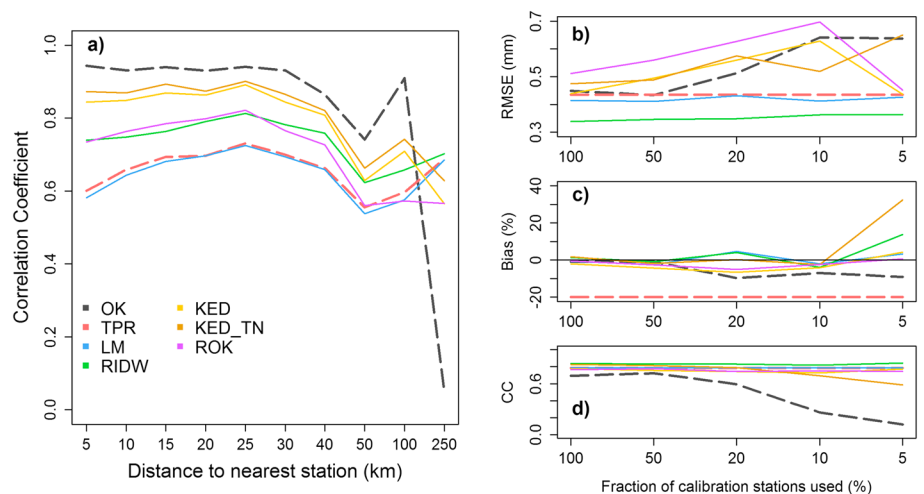 a)
Correlation Coefficient
1.0
0.8
0.6
0.4
0.2
0.0
OK
TPR
LM
RIDW
KED
KED_TN
ROK
5 10 15 20 25 30 40 50 100 250
Distance to nearest station (km)
b)
RMSE (mm)
0.7
0.5
0.3
100 50 20 10 5
c)
Bias (%)
40
20
0
-20
100 50 20 10 5
d)
CC
0.6
0.0
100 50 20 10 5
Fraction of calibration stations used (%)